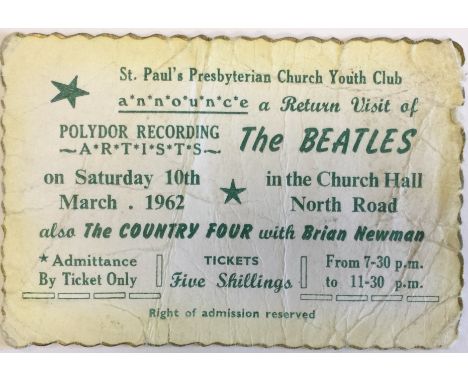 St. Paul's Presbyterian Church Youth Club
a*n*n*o*u*n*c*e a Return Visit of
POLYDOR RECORDING
~A*R*T*I*S*T*S~
The BEATLES
on Saturday 10th
March . 1962
in the Church Hall
North Road
also The COUNTRY FOUR with Brian Newman
*Admittance
By Ticket Only
TICKETS
Five Shillings
From 7-30 p.m.
to 11-30 p.m.
Right of admission reserved